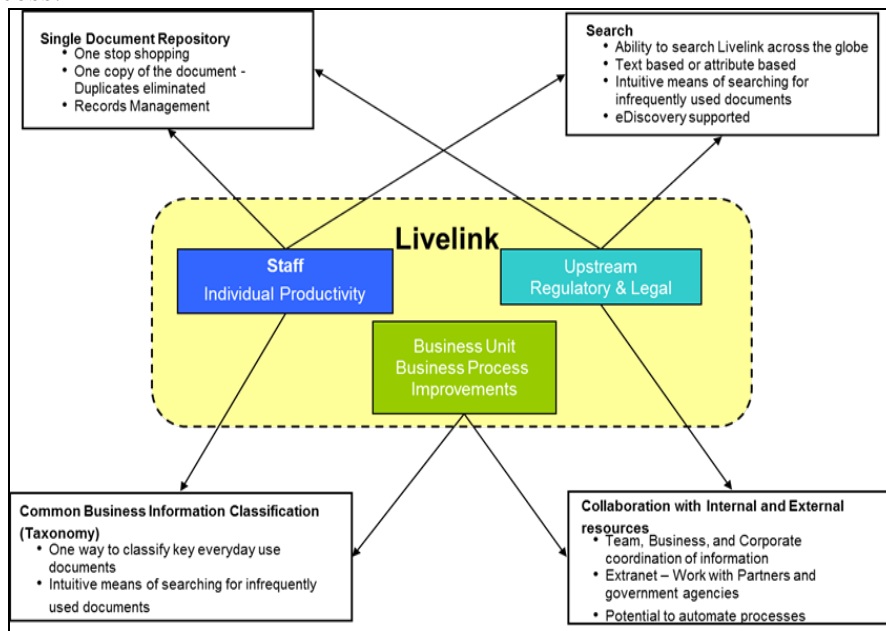 Single Document Repository
• One stop shopping
• One copy of the document -
Duplicates eliminated
• Records Management
Search
• Ability to search Livelink across the globe
• Text based or attribute based
• Intuitive means of searching for
infrequently used documents
• eDiscovery supported
Livelink
Staff
Individual Productivity
Upstream
Regulatory & Legal
Business Unit
Business Process
Improvements
Common Business Information Classification
(Taxonomy)
• One way to classify key everyday use
documents
• Intuitive means of searching for infrequently
used documents
Collaboration with Internal and External
resources
• Team, Business, and Corporate
coordination of information
• Extranet – Work with Partners and
government agencies
• Potential to automate processes